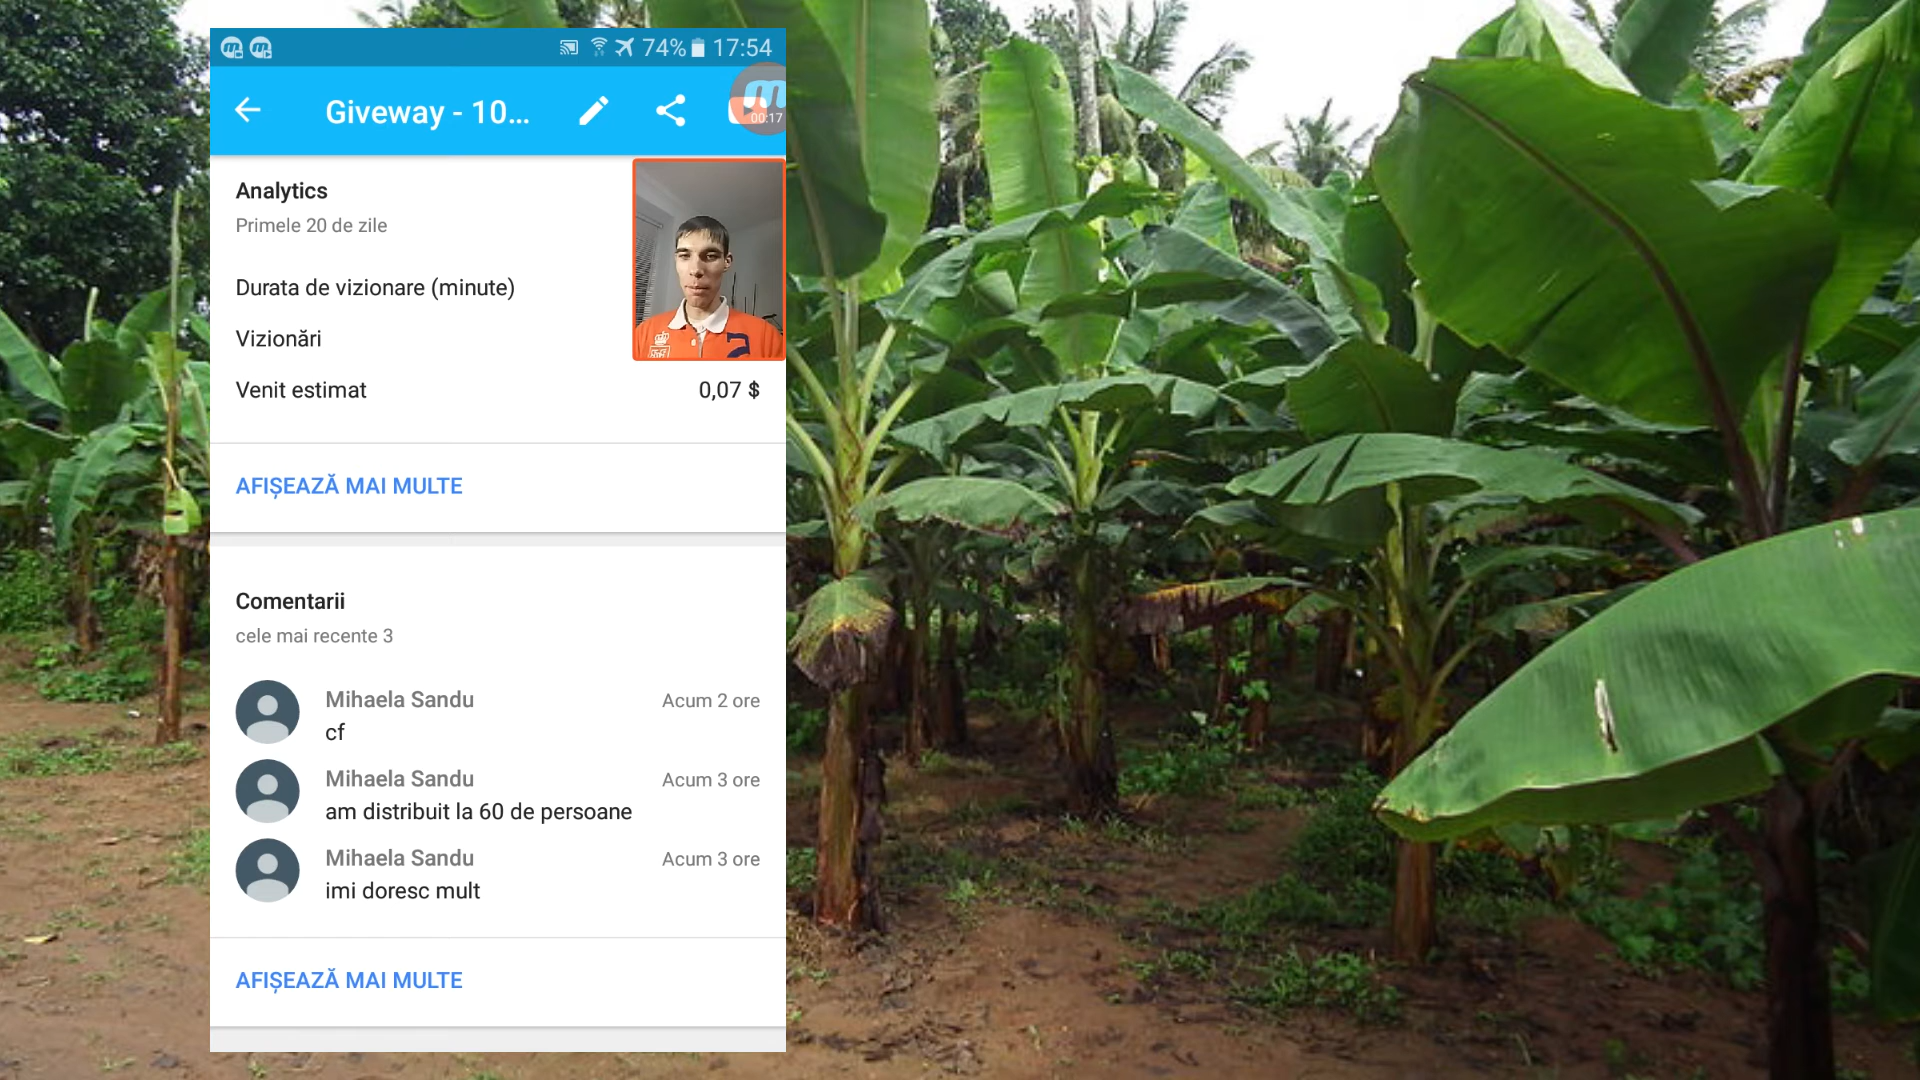 74% 17:54
Giveway - 10...
00:17
Analytics
Primele 20 de zile
Durata de vizionare (minute)
Vizionări
Venit estimat 0,07 $
AFIȘEAZĂ MAI MULTE
Comentarii
cele mai recente 3
Mihaela Sandu Acum 2 ore
cf
Mihaela Sandu Acum 3 ore
am distribuit la 60 de persoane
Mihaela Sandu Acum 3 ore
imi doresc mult
AFIȘEAZĂ MAI MULTE